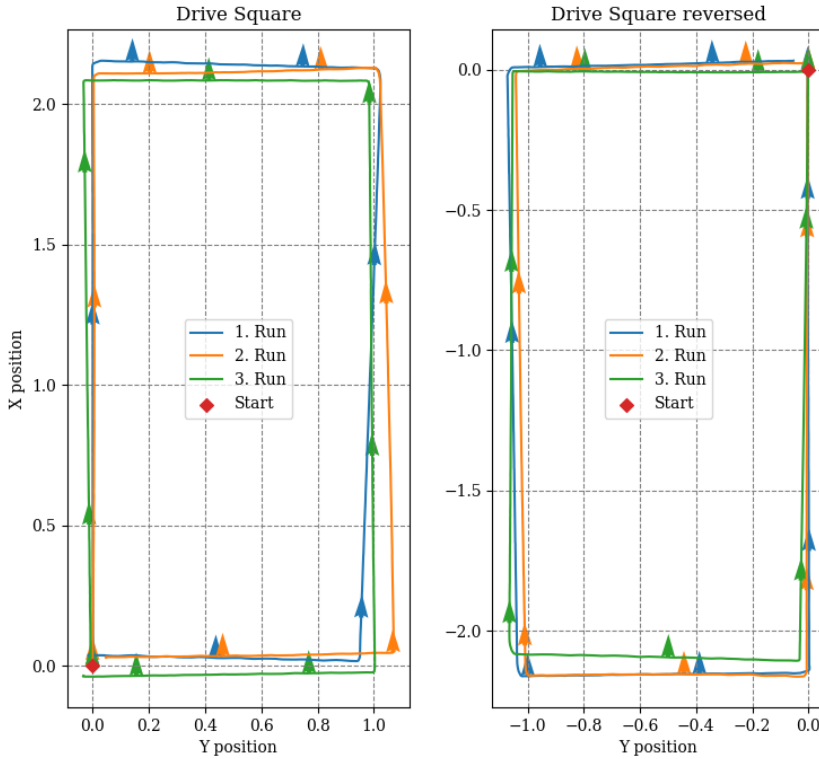 Drive Square
2.0
1.5
1.0
0.5
0.0
X position
1. Run
2. Run
3. Run
Start
0.0 0.2 0.4 0.6 0.8 1.0
Y position
Drive Square reversed
0.0
−0.5
−1.0
−1.5
−2.0
1. Run
2. Run
3. Run
Start
−1.0 −0.8 −0.6 −0.4 −0.2 0.0
Y position